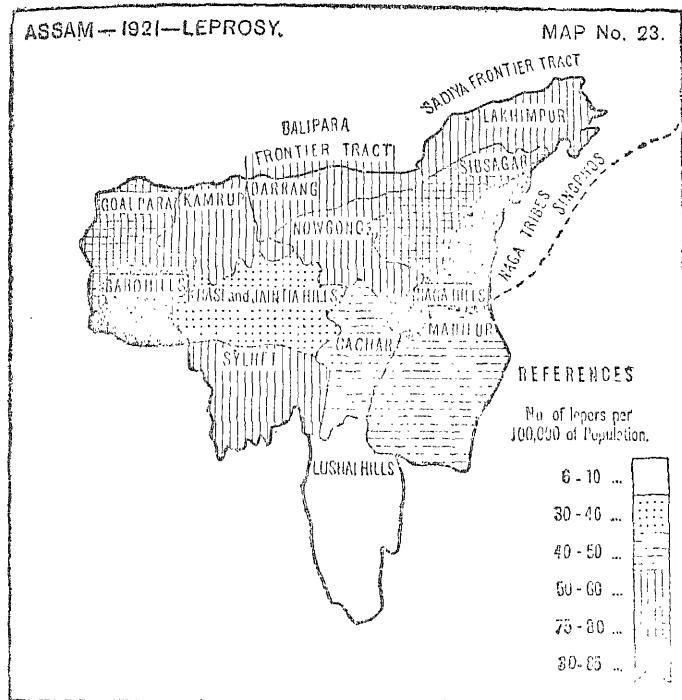 ASSAM — 1921 — LEPROSY.
MAP No. 23.
SADIYA FRONTIER TRACT
LAKHIMPUR
BALIPARA
FRONTIER TRACT
SIBSAGAR
DARRANG
GOALPARA
KAMRUP
NOWGONG
NAGA TRIBES
SINGPHOS
GARO HILLS
KHASI and JAINTIA HILLS
NAGA HILLS
MANIPUR
CACHAR
SYLHET
LUSHAI HILLS
REFERENCES
No. of lepers per
100,000 of Population.
6 - 10 ...
30 - 40 ...
40 - 50 ...
50 - 60 ...
75 - 80 ...
80 - 85 ...